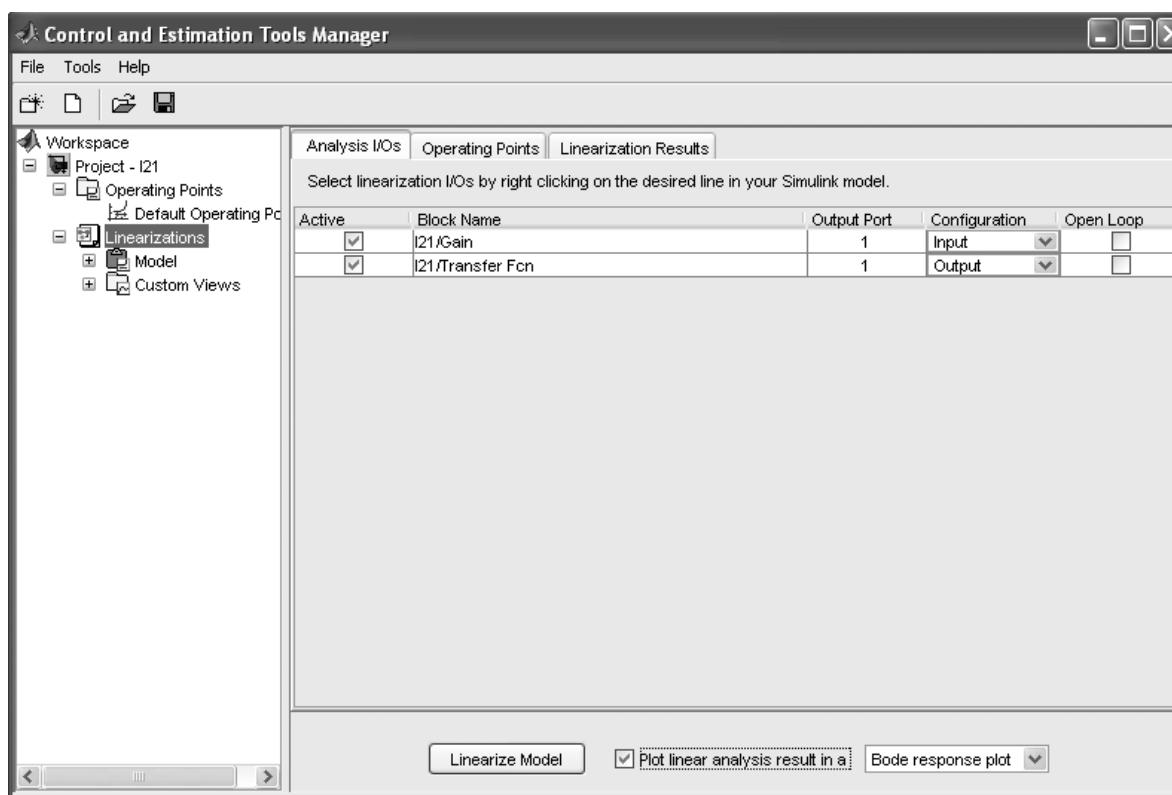 Control and Estimation Tools Manager
File Tools Help
Workspace
Project - I21
Operating Points
Default Operating Po
Linearizations
Model
Custom Views
Analysis I/Os Operating Points Linearization Results
Select linearization I/Os by right clicking on the desired line in your Simulink model.
Active Block Name Output Port Configuration Open Loop
I21/Gain 1 Input
I21/Transfer Fcn 1 Output
Linearize Model Plot linear analysis result in a Bode response plot